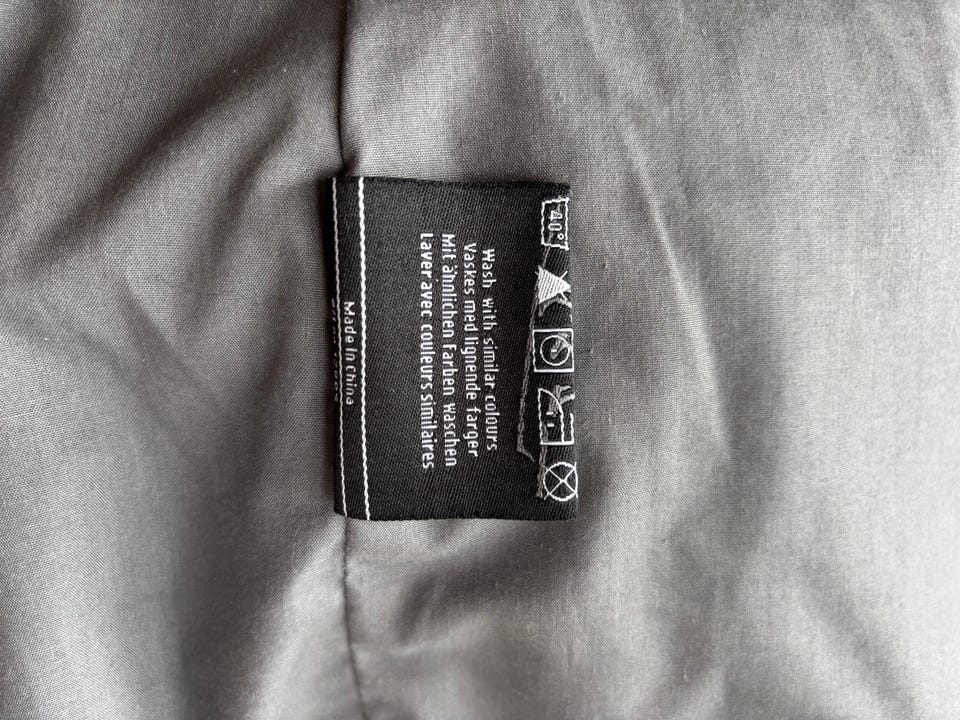 40°
Wash with similar colours
Vaskes med lignende farger
Mit ähnlichen Farben waschen
Laver avec couleurs similaires
Made In China